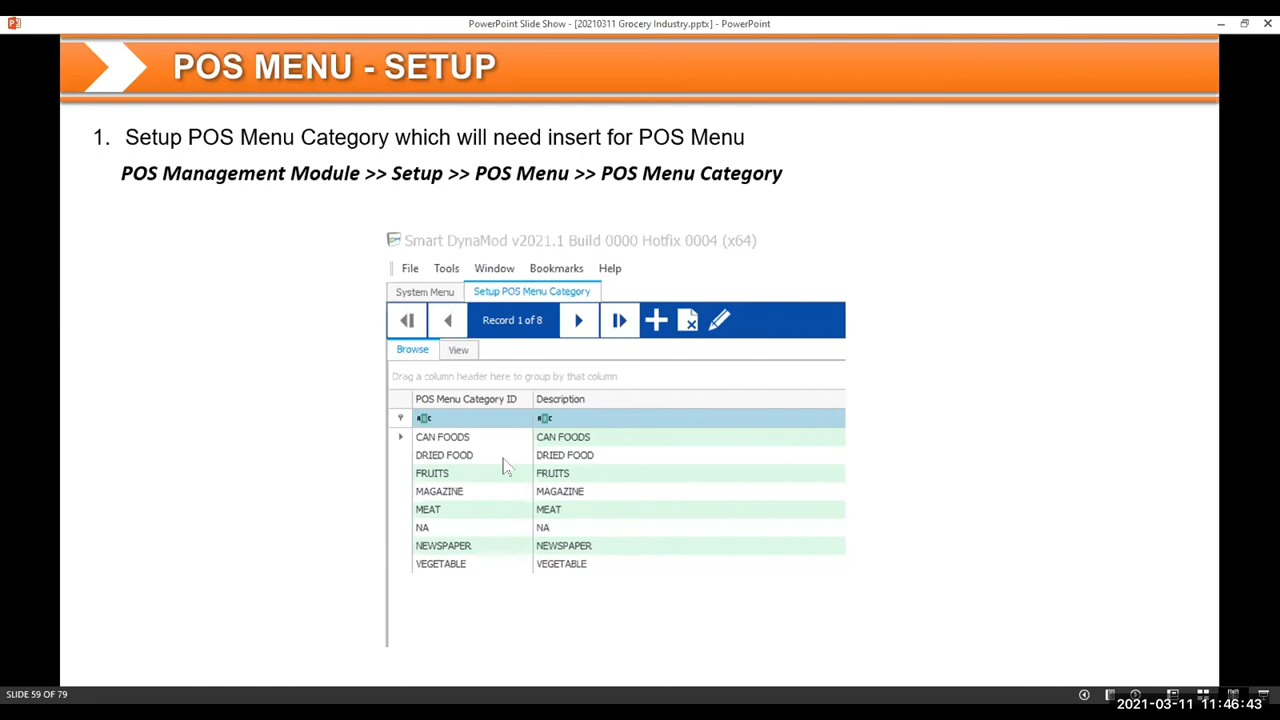 PowerPoint Slide Show - [20210311 Grocery Industry.pptx] - PowerPoint
POS MENU - SETUP
1. Setup POS Menu Category which will need insert for POS Menu
POS Management Module >> Setup >> POS Menu >> POS Menu Category
Smart DynaMod v2021.1 Build 0000 Hotfix 0004 (x64)
File Tools Window Bookmarks Help
System Menu Setup POS Menu Category
Record 1 of 8
Browse View
Drag a column header here to group by that column
POS Menu Category ID Description
ABC ABC
CAN FOODS CAN FOODS
DRIED FOOD DRIED FOOD
FRUITS FRUITS
MAGAZINE MAGAZINE
MEAT MEAT
NA NA
NEWSPAPER NEWSPAPER
VEGETABLE VEGETABLE
SLIDE 59 OF 79
2021-03-11 11:46:43